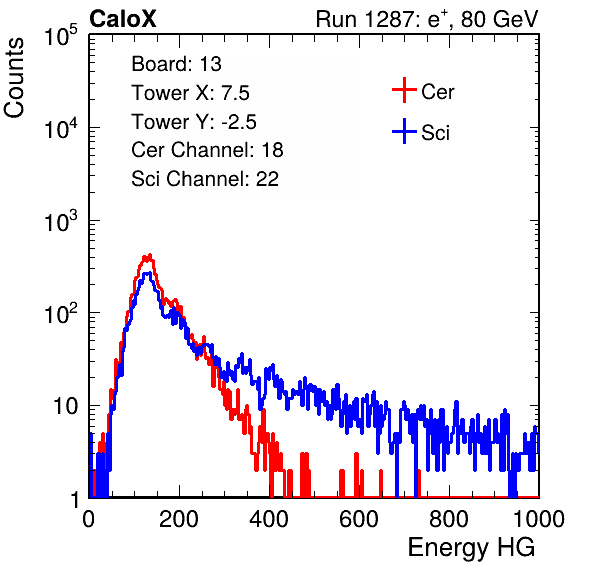 CaloX Run 1287: e⁺, 80 GeV
Board: 13
Tower X: 7.5
Tower Y: -2.5
Cer Channel: 18
Sci Channel: 22
Cer
Sci
Counts
10⁵
10⁴
10³
10²
10
1
0 200 400 600 800 1000
Energy HG